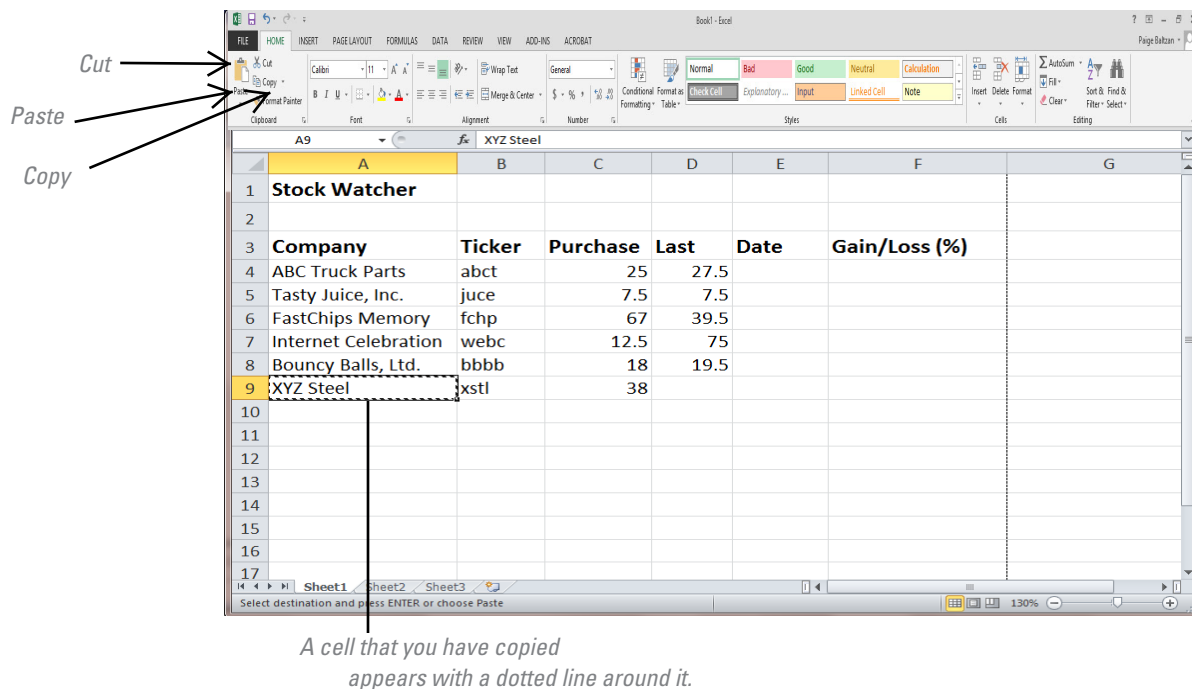 Book1 - Excel
FILE HOME INSERT PAGE LAYOUT FORMULAS DATA REVIEW VIEW ADD-INS ACROBAT Paige Baltzan
Cut
Paste
Copy
Cut
Copy
Paste
Format Painter
Clipboard
Calibri 11
B I U
Font
Wrap Text
Merge & Center
Alignment
General
$ %
Number
Conditional Formatting
Format as Table
Normal Bad Good Neutral Calculation
Check Cell Explanatory ... Input Linked Cell Note
Styles
Insert Delete Format
Cells
AutoSum
Fill
Clear
Sort & Filter
Find & Select
Editing
A9 fx XYZ Steel
A B C D E F G
1 Stock Watcher
2
3 Company Ticker Purchase Last Date Gain/Loss (%)
4 ABC Truck Parts abct 25 27.5
5 Tasty Juice, Inc. juce 7.5 7.5
6 FastChips Memory fchp 67 39.5
7 Internet Celebration webc 12.5 75
8 Bouncy Balls, Ltd. bbbb 18 19.5
9 XYZ Steel xstl 38
10
11
12
13
14
15
16
17
Sheet1 Sheet2 Sheet3
Select destination and press ENTER or choose Paste 130%
A cell that you have copied
appears with a dotted line around it.